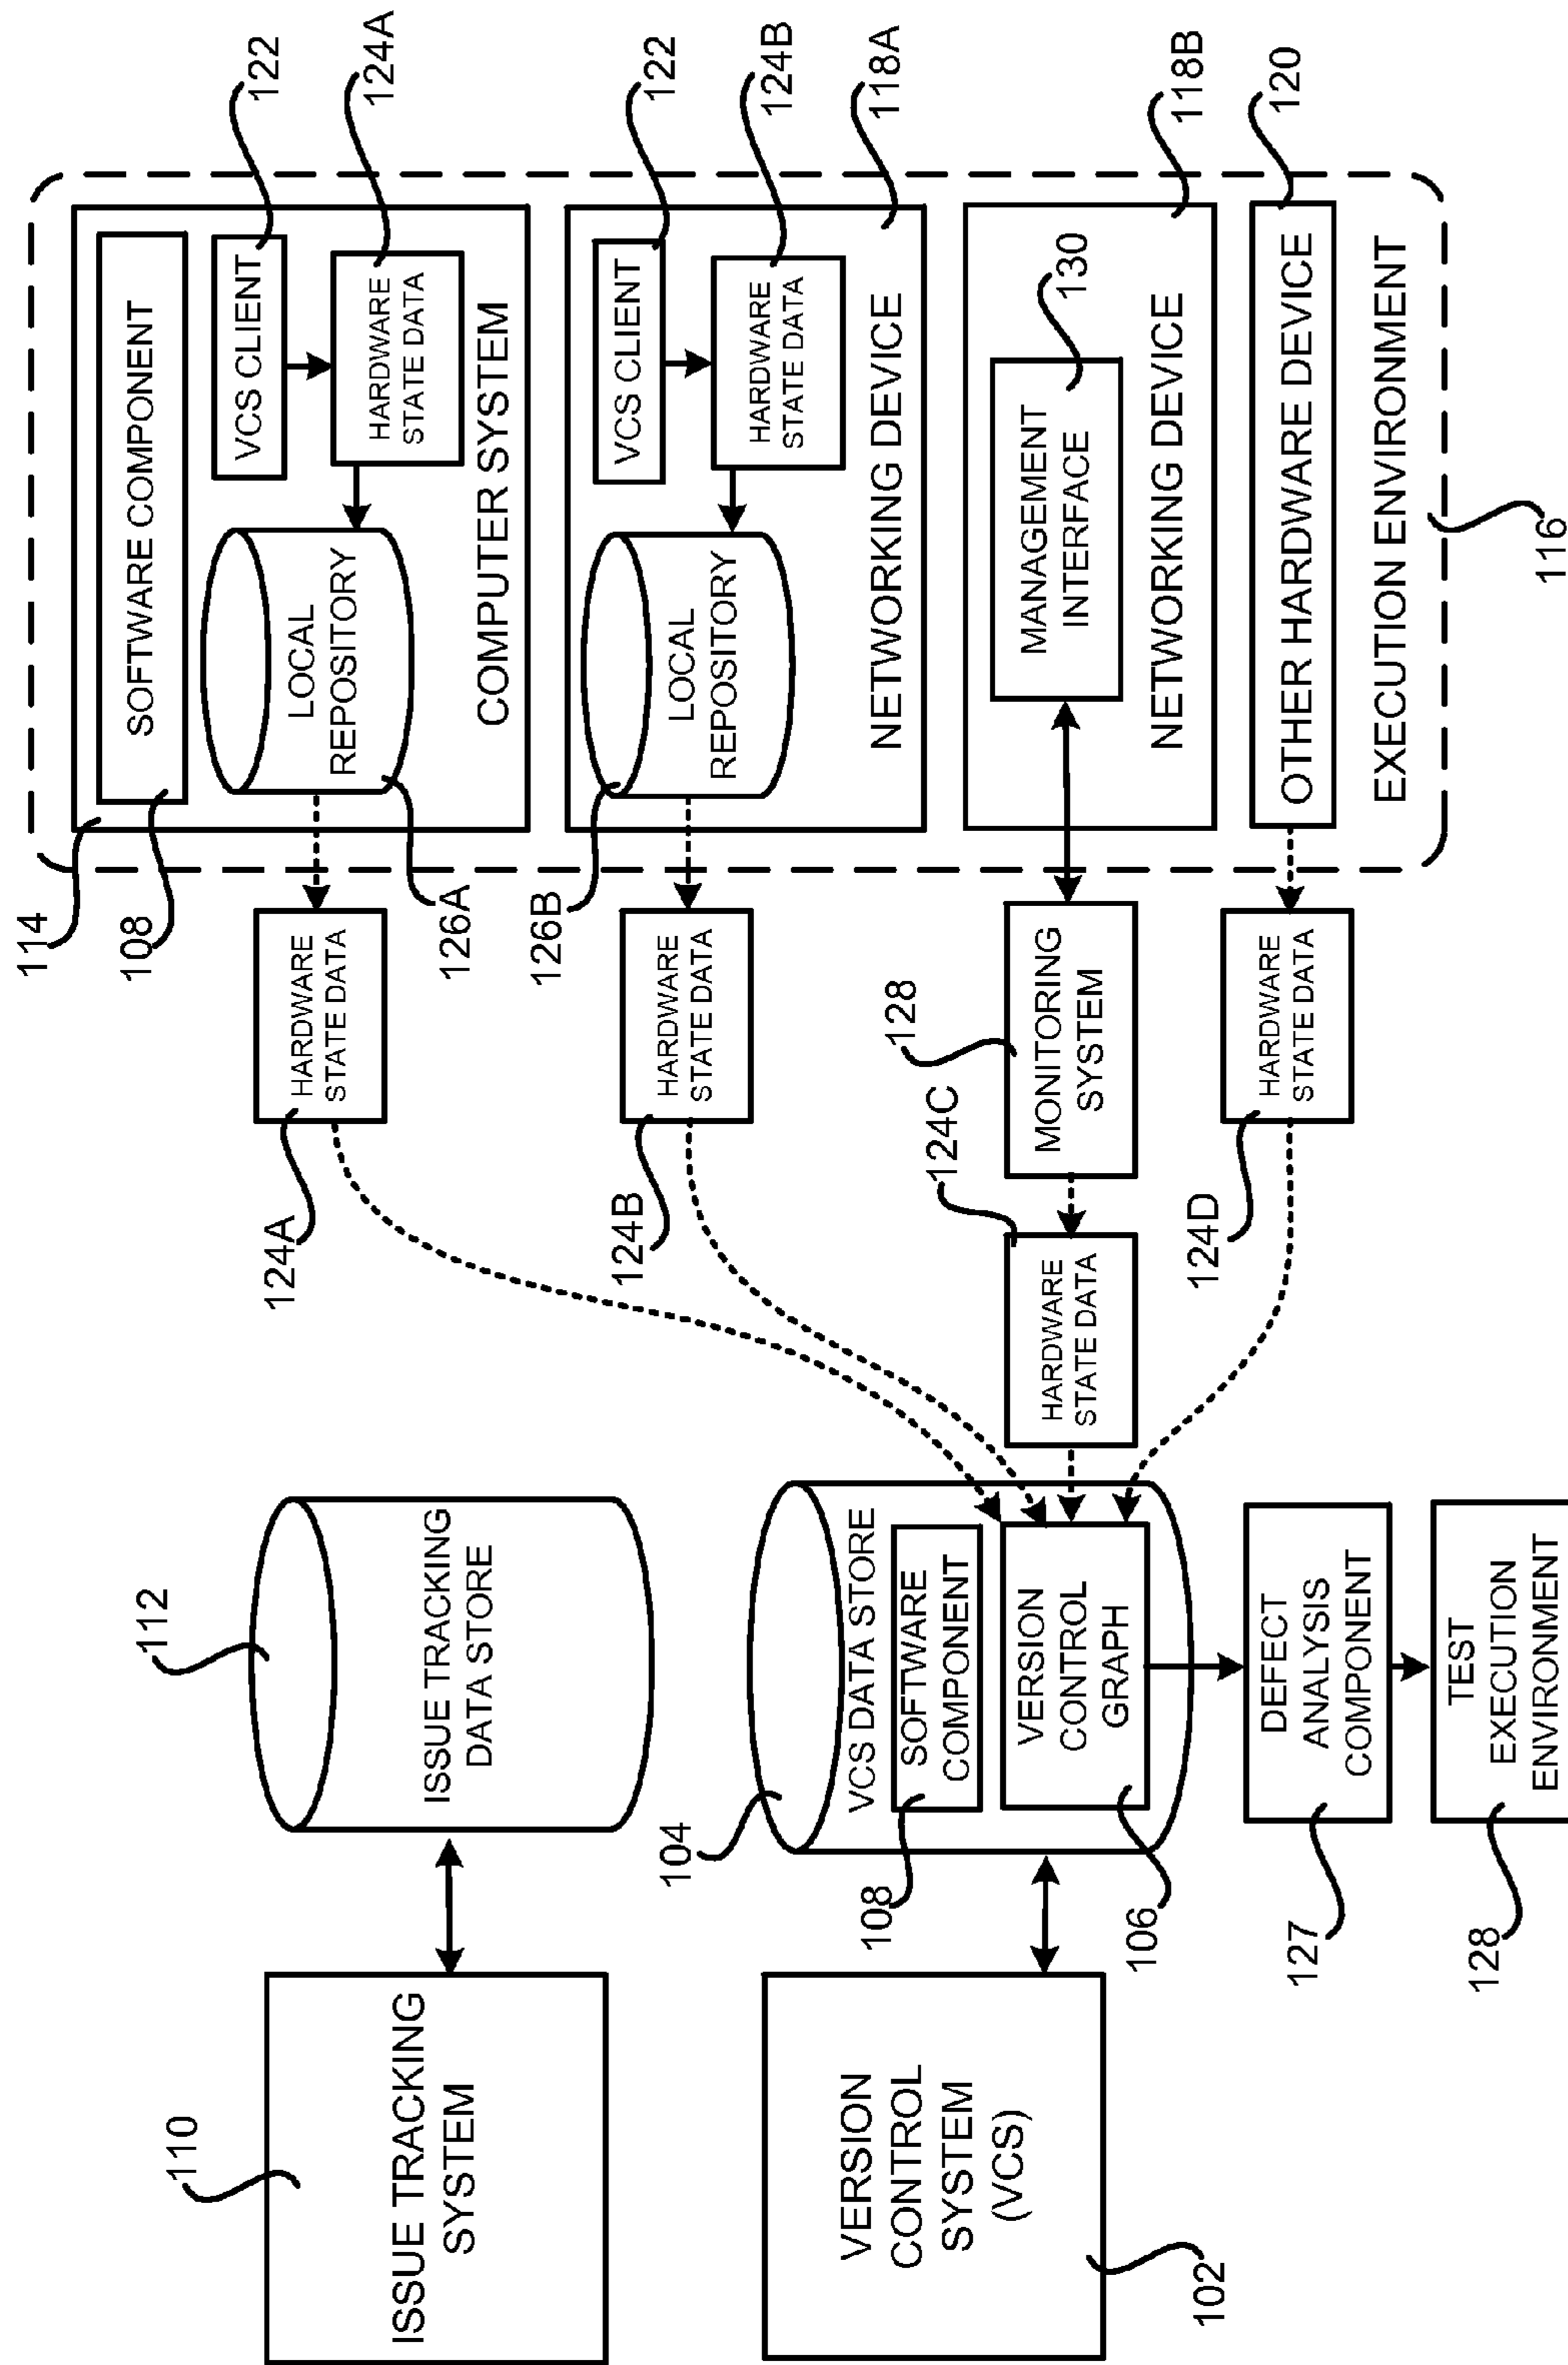 110
ISSUE TRACKING
SYSTEM
112
ISSUE TRACKING
DATA STORE
VERSION
CONTROL
SYSTEM
(VCS)
102
104
VCS DATA STORE
108
SOFTWARE
COMPONENT
VERSION
CONTROL
GRAPH
106
DEFECT
ANALYSIS
COMPONENT
127
TEST
EXECUTION
ENVIRONMENT
128
124A
HARDWARE
STATE DATA
124B
HARDWARE
STATE DATA
124C
HARDWARE
STATE DATA
128
MONITORING
SYSTEM
124D
HARDWARE
STATE DATA
114
108
SOFTWARE COMPONENT
VCS CLIENT
122
HARDWARE
STATE DATA
124A
LOCAL
REPOSITORY
126A
COMPUTER SYSTEM
VCS CLIENT
122
HARDWARE
STATE DATA
124B
LOCAL
REPOSITORY
126B
NETWORKING DEVICE
118A
MANAGEMENT
INTERFACE
130
NETWORKING DEVICE
118B
OTHER HARDWARE DEVICE
120
EXECUTION ENVIRONMENT
116